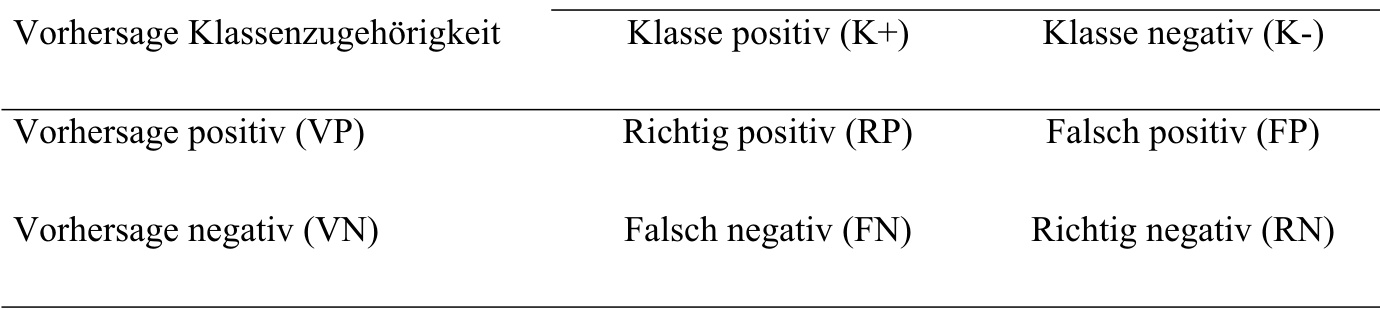 Vorhersage Klassenzugehörigkeit Klasse positiv (K+) Klasse negativ (K-)
Vorhersage positiv (VP) Richtig positiv (RP) Falsch positiv (FP)
Vorhersage negativ (VN) Falsch negativ (FN) Richtig negativ (RN)